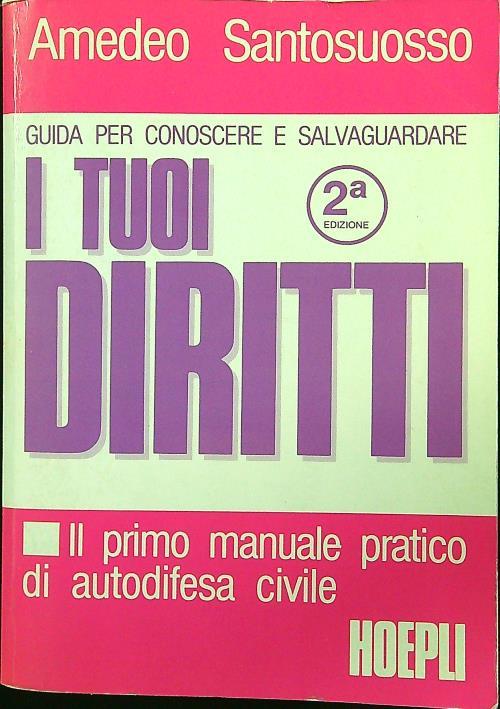 Amedeo Santosuosso
GUIDA PER CONOSCERE E SALVAGUARDARE
I TUOI
2a
EDIZIONE
DIRITTI
Il primo manuale pratico
di autodifesa civile
HOEPLI